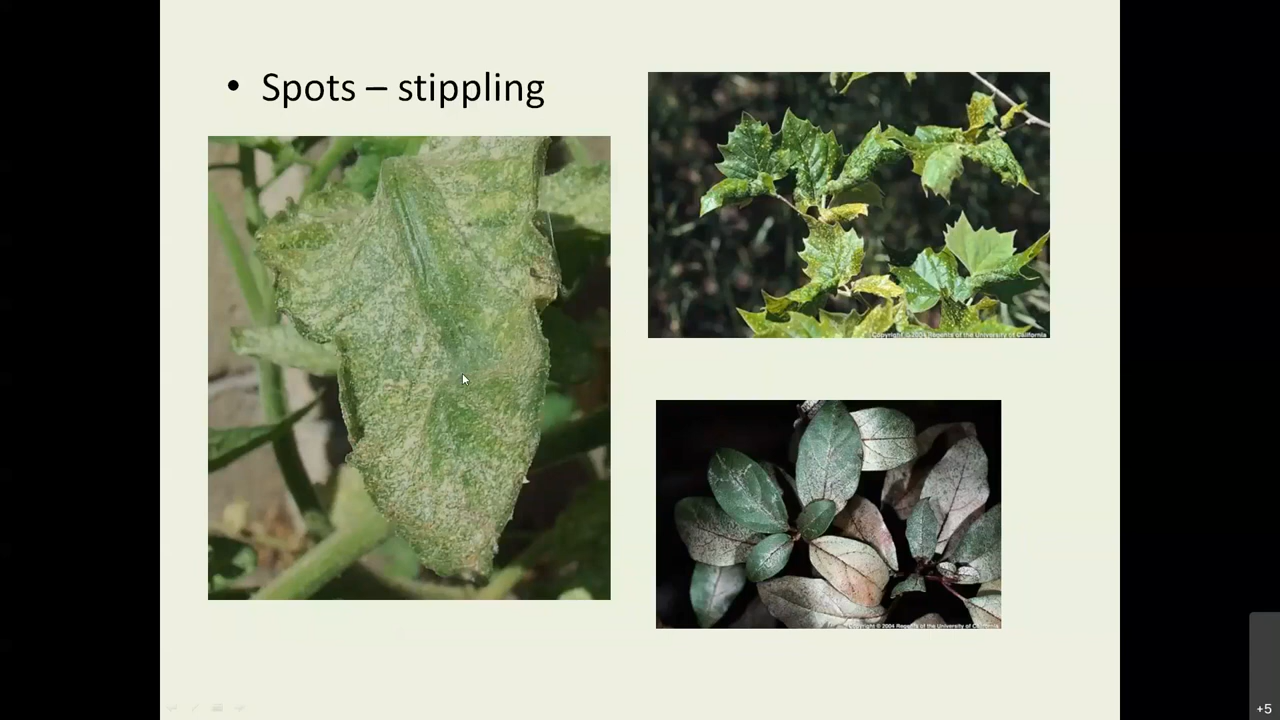 • Spots – stippling
Copyright © 2004 Regents of the University of California
Copyright © 2004 Regents of the University of California
+5